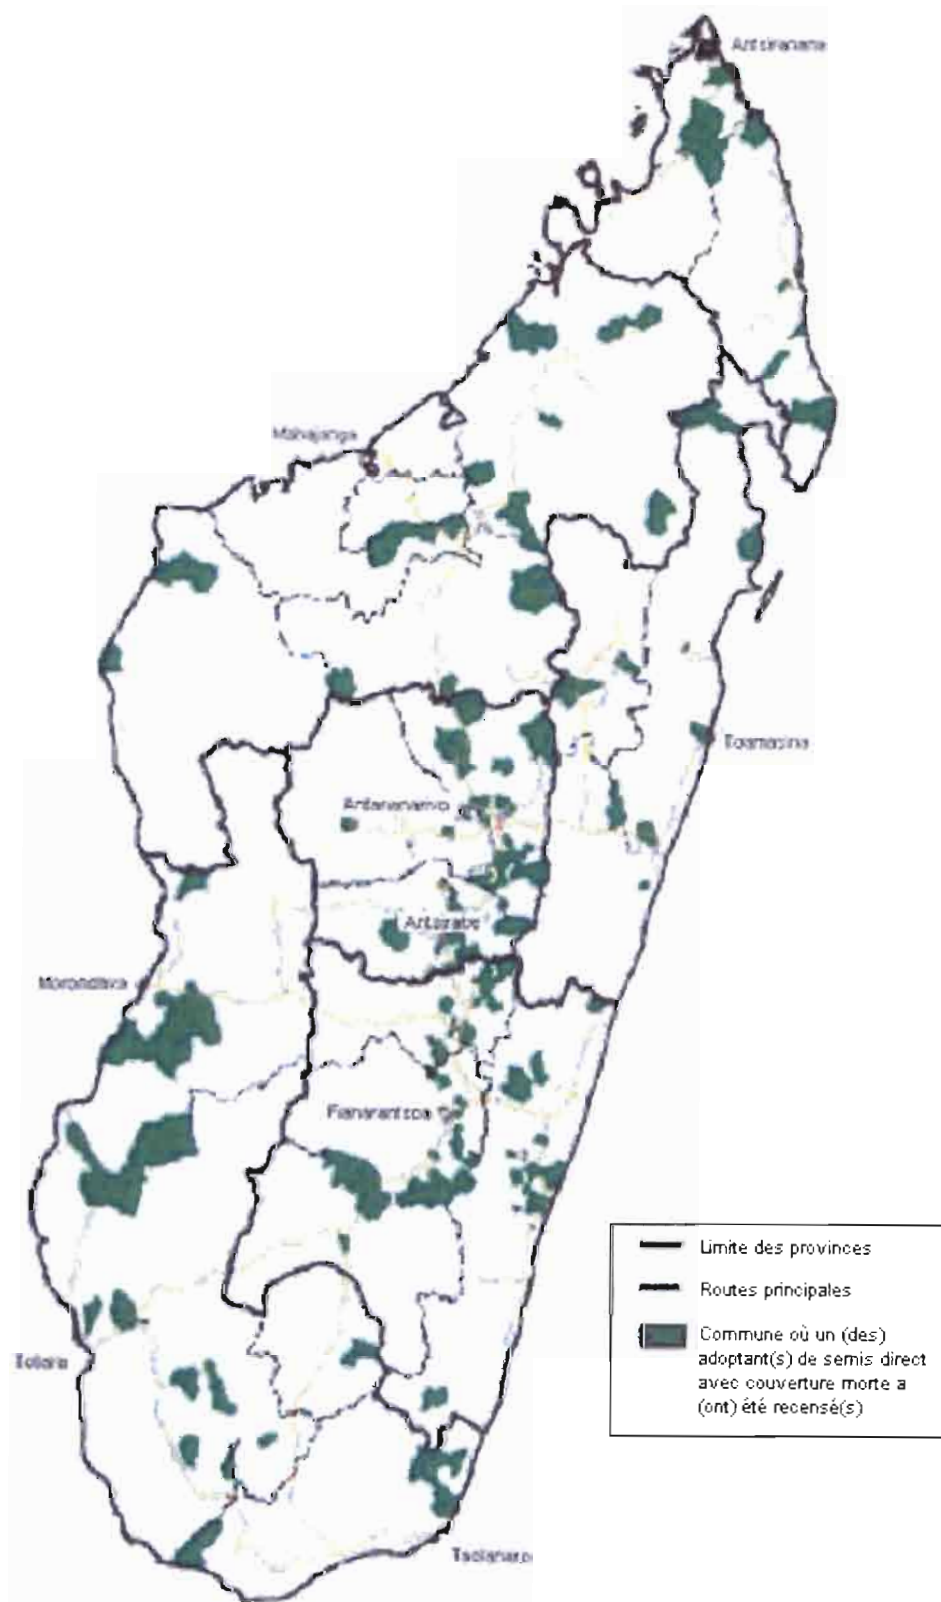 Antsiranana
Mahajanga
Toamasina
Antananarivo
Antsirabe
Morondava
Fianarantsoa
Toliara
Limite des provinces
Routes principales
Commune où un (des)
adoptant(s) de semis direct
avec couverture morte a
(ont) été recensé(s)
Taolanaro